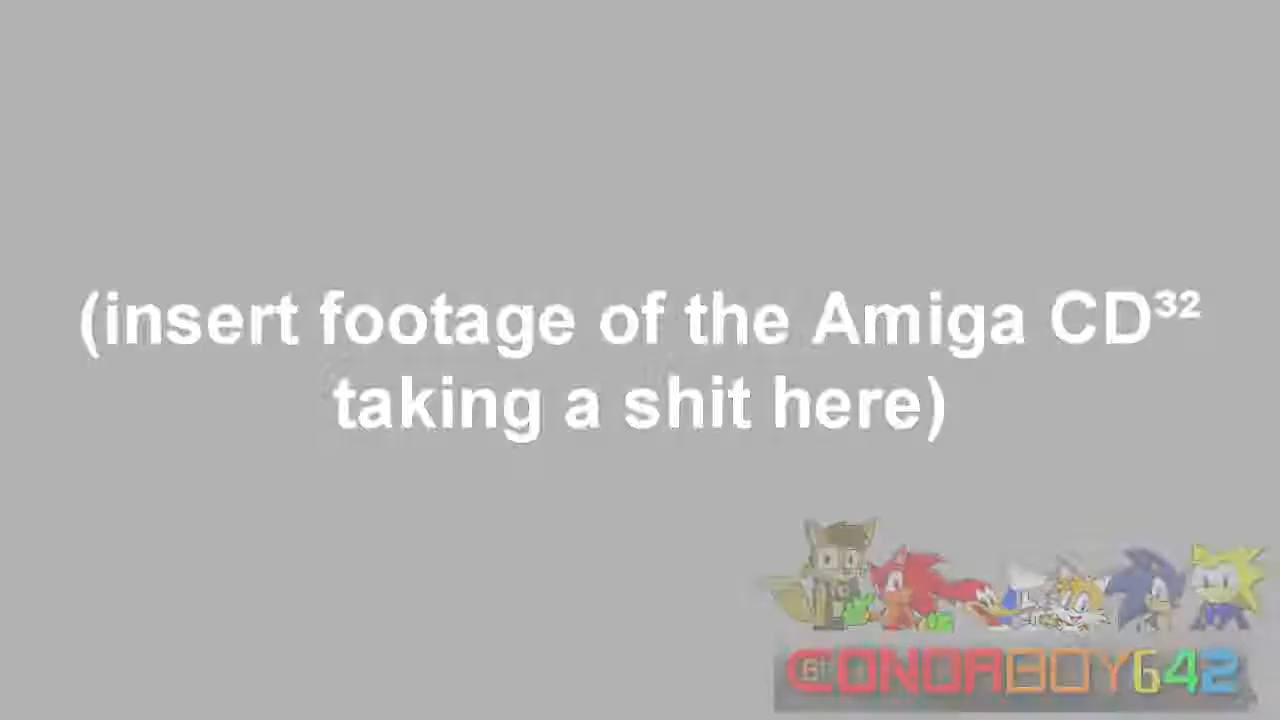 (insert footage of the Amiga CD³²
taking a shit here)
CONORBOY642